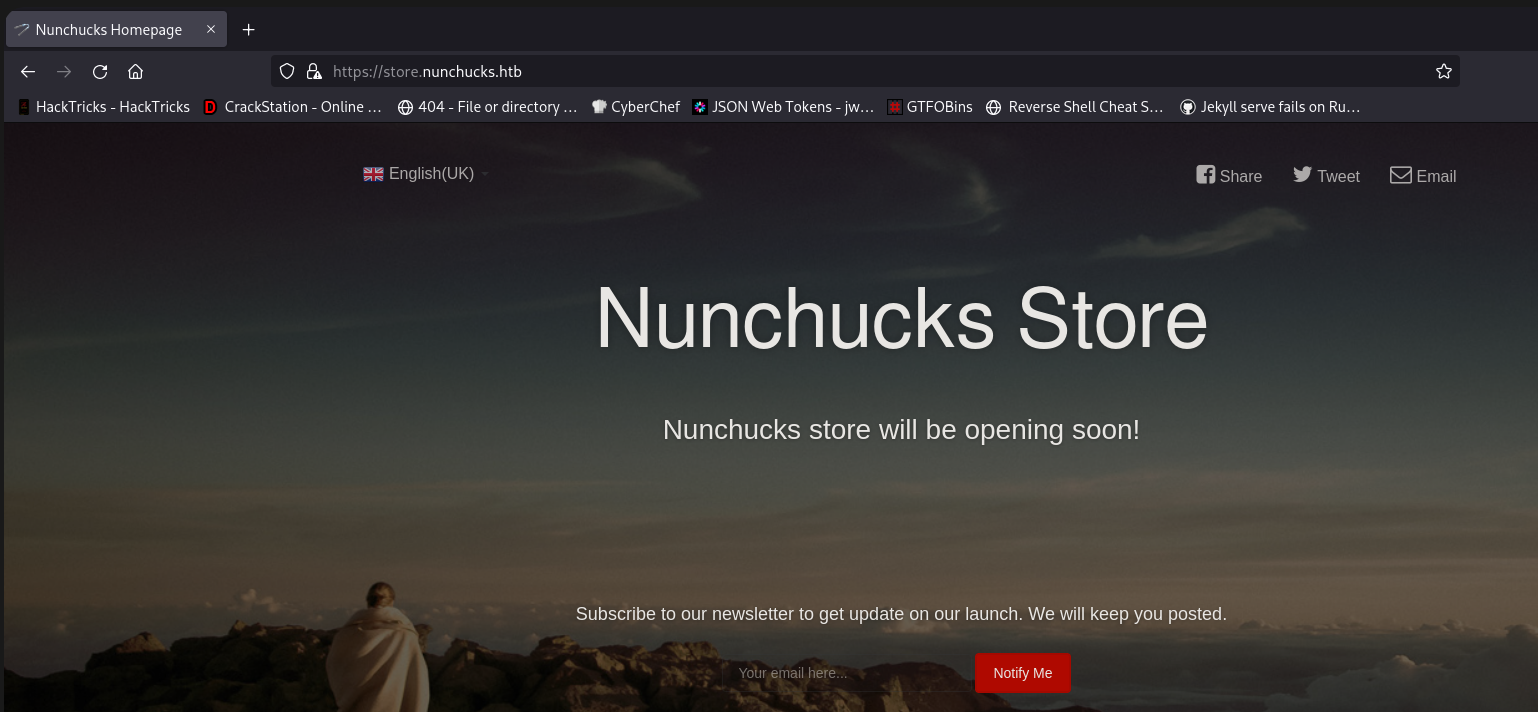 Nunchucks Homepage
https://store.nunchucks.htb
HackTricks - HackTricks CrackStation - Online … 404 - File or directory … CyberChef JSON Web Tokens - jw… GTFOBins Reverse Shell Cheat S… Jekyll serve fails on Ru…
English(UK) Share Tweet Email
Nunchucks Store
Nunchucks store will be opening soon!
Subscribe to our newsletter to get update on our launch. We will keep you posted.
Your email here... Notify Me